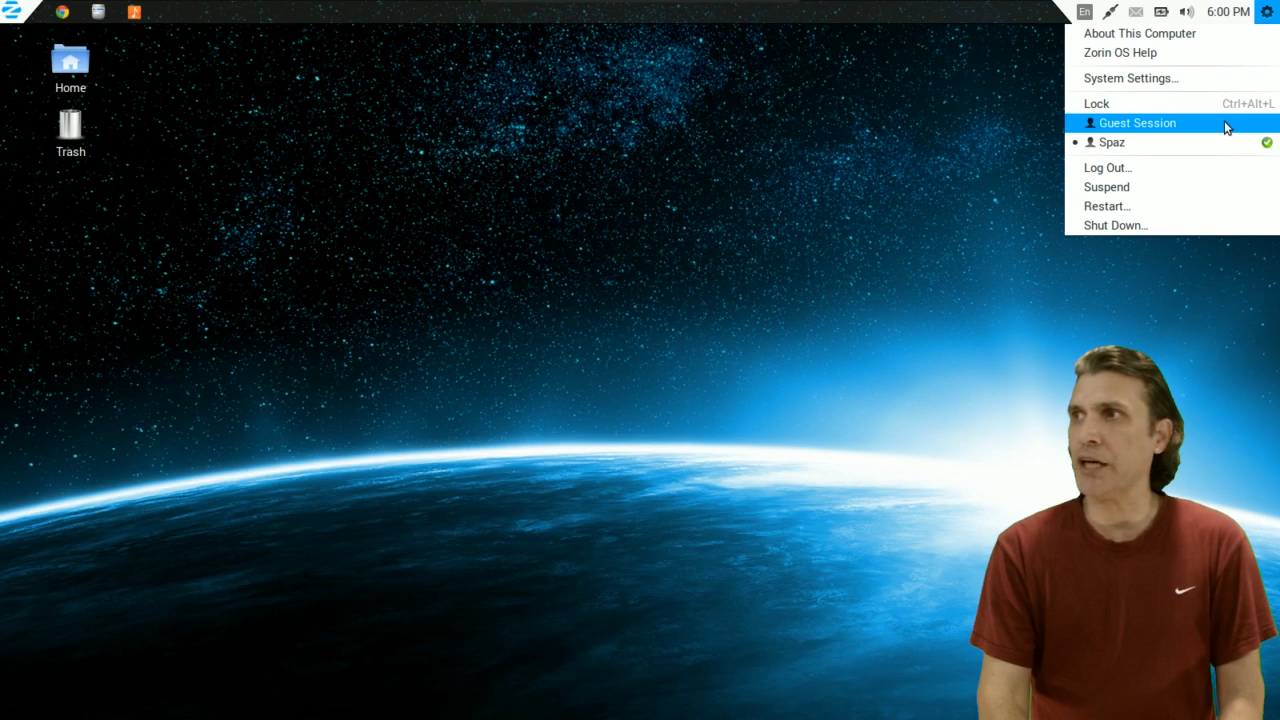 En
6:00 PM
Home
Trash
About This Computer
Zorin OS Help
System Settings...
Lock Ctrl+Alt+L
Guest Session
Spaz
Log Out...
Suspend
Restart...
Shut Down...